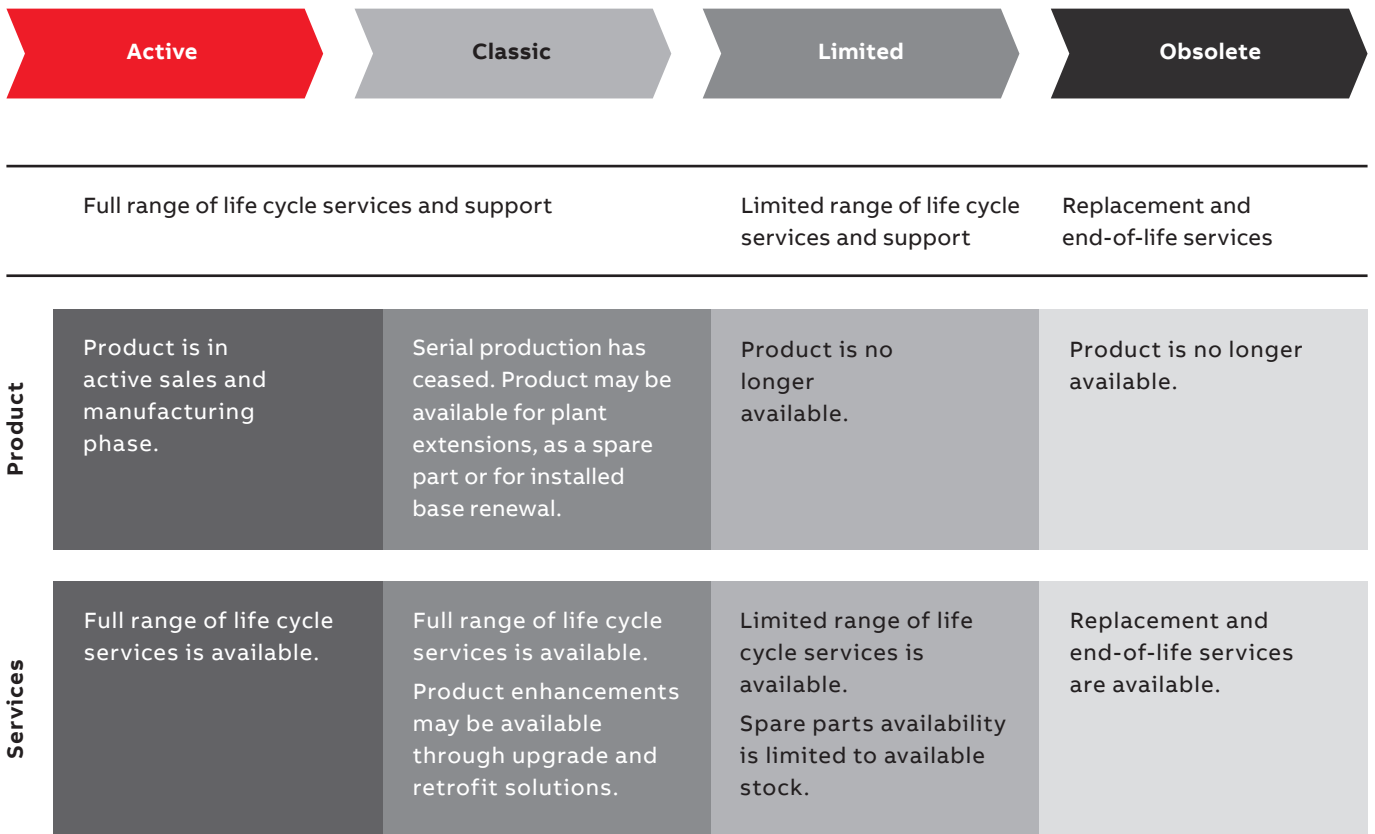 Active
Classic
Limited
Obsolete
Full range of life cycle services and support
Limited range of life cycle
services and support
Replacement and
end-of-life services
Product
Product is in
active sales and
manufacturing
phase.
Serial production has
ceased. Product may be
available for plant
extensions, as a spare
part or for installed
base renewal.
Product is no
longer
available.
Product is no longer
available.
Services
Full range of life cycle
services is available.
Full range of life cycle
services is available.
Product enhancements
may be available
through upgrade and
retrofit solutions.
Limited range of life
cycle services is
available.
Spare parts availability
is limited to available
stock.
Replacement and
end-of-life services
are available.